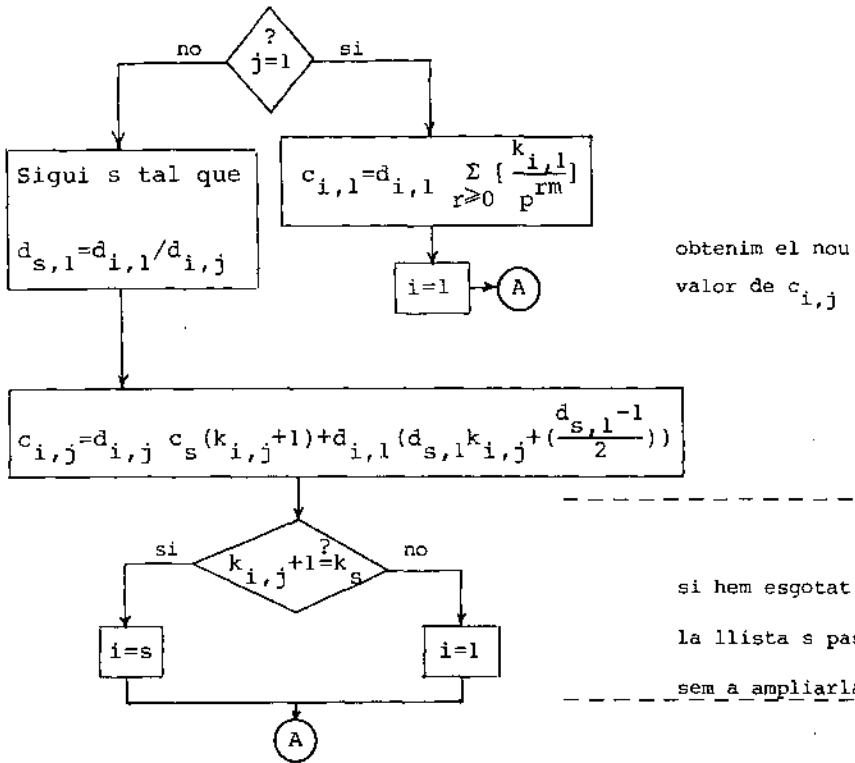 ?
no j=1 si
Sigui s tal que
d_{s,1}=d_{i,1}/d_{i,j}
c_{i,1}=d_{i,1} Σ_{r≥0} [k_{i,1}/p^{rm}]
i=1 A
obtenim el nou
valor de c_{i,j}
c_{i,j}=d_{i,j} c_s(k_{i,j}+1)+d_{i,1}(d_{s,1}k_{i,j}+(\frac{d_{s,1}-1}{2}))
si ? no
k_{i,j}+1=k_s
i=s i=1
A
si hem esgotat
la llista s pas
sem a ampliarla